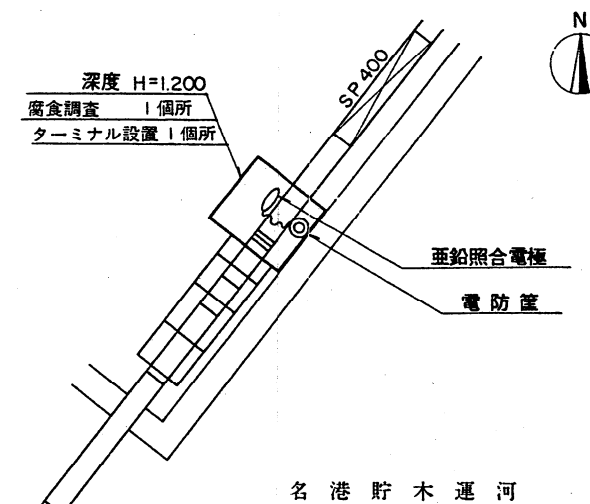 N
深度 H=1.200
腐食調査 1個所
ターミナル設置 1個所
SP400
亜鉛照合電極
電防筐
名港貯木運河